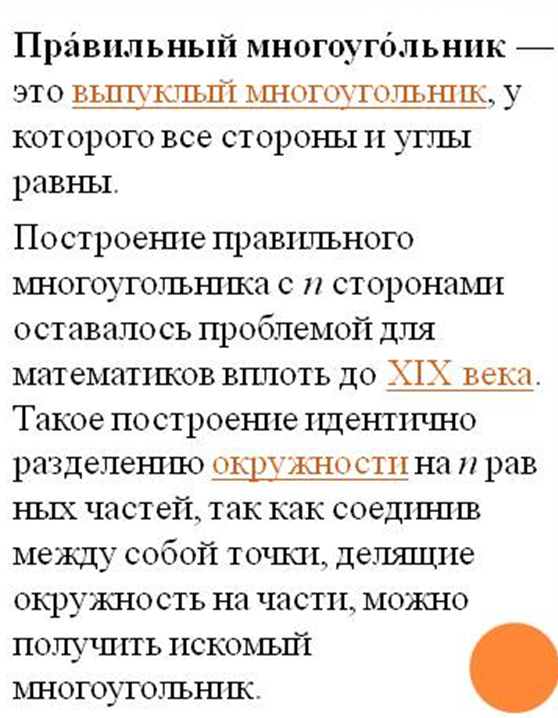 Пра́вильный многоуго́льник —
это выпуклый многоугольник, у
которого все стороны и углы
равны.
Построение правильного
многоугольника с n сторонами
оставалось проблемой для
математиков вплоть до XIX века.
Такое построение идентично
разделению окружности на n рав
ных частей, так как соединив
между собой точки, делящие
окружность на части, можно
получить искомый
многоугольник.